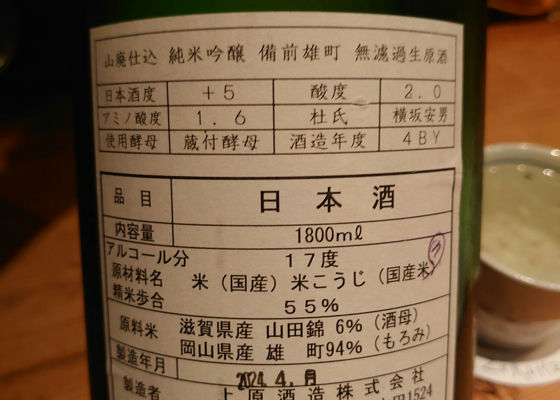 山廃仕込 純米吟醸 備前雄町 無濾過生原酒
日本酒度 +5 酸度 2.0
アミノ酸度 1.6 杜氏 横坂安男
使用酵母 蔵付酵母 酒造年度 4BY
品目 日本酒
内容量 1800ml
アルコール分 17度
原材料名 米(国産)米こうじ(国産米)
精米歩合 55%
原料米 滋賀県産 山田錦 6%(酒母)
岡山県産 雄 町94%(もろみ)
製造年月 2024.4.月
製造者 上原酒造株式会社
1524